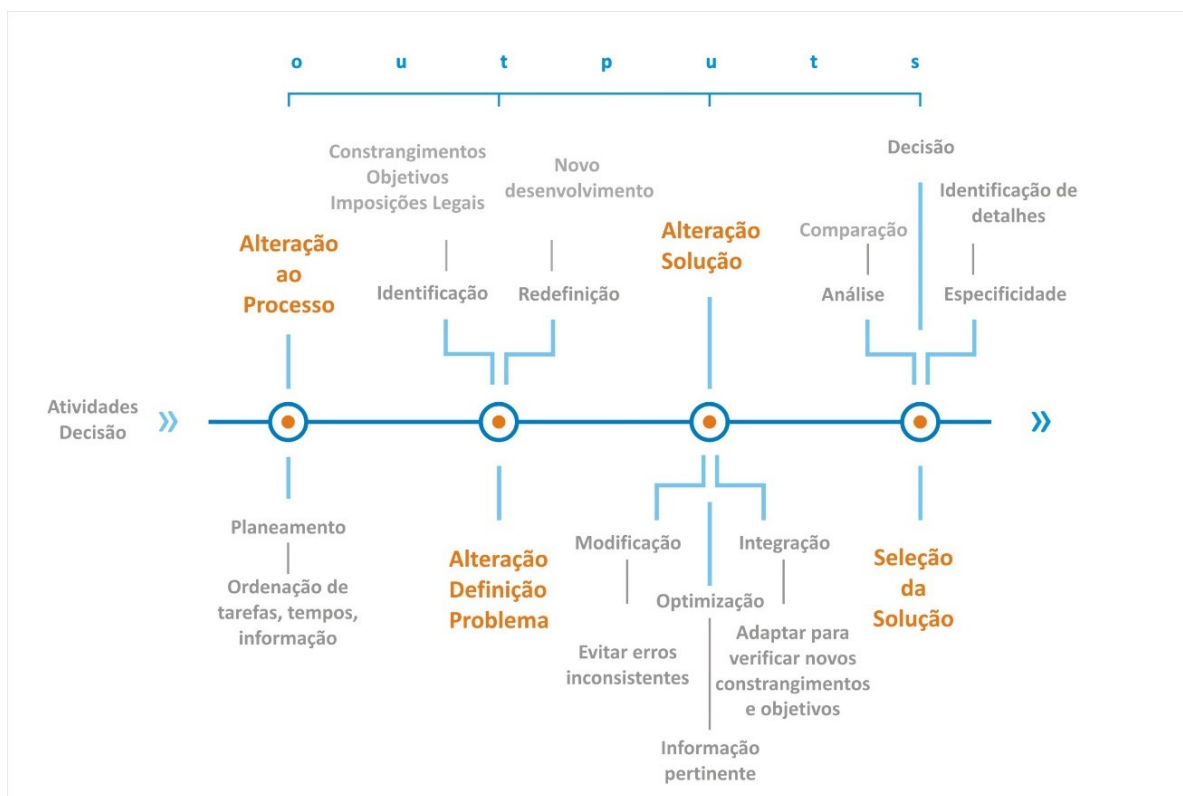 o u t p u t s
Constrangimentos
Objetivos
Imposições Legais
Novo
desenvolvimento
Decisão
Identificação de
detalhes
Alteração
ao
Processo
Identificação
Redefinição
Alteração
Solução
Comparação
Análise
Especificidade
Atividades
Decisão
»
»
Planeamento
Ordenação de
tarefas, tempos,
informação
Alteração
Definição
Problema
Modificação
Evitar erros
inconsistentes
Optimização
Informação
pertinente
Integração
Adaptar para
verificar novos
constrangimentos
e objetivos
Seleção
da
Solução